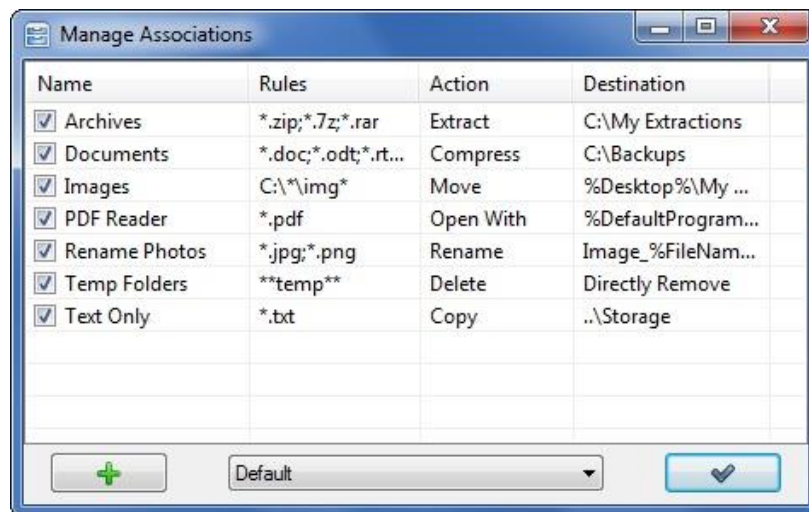 Manage Associations
Name Rules Action Destination
Archives *.zip;*.7z;*.rar Extract C:\My Extractions
Documents *.doc;*.odt;*.rt... Compress C:\Backups
Images C:\*\img* Move %Desktop%\My ...
PDF Reader *.pdf Open With %DefaultProgram...
Rename Photos *.jpg;*.png Rename Image_%FileNam...
Temp Folders **temp** Delete Directly Remove
Text Only *.txt Copy ..\Storage
Default